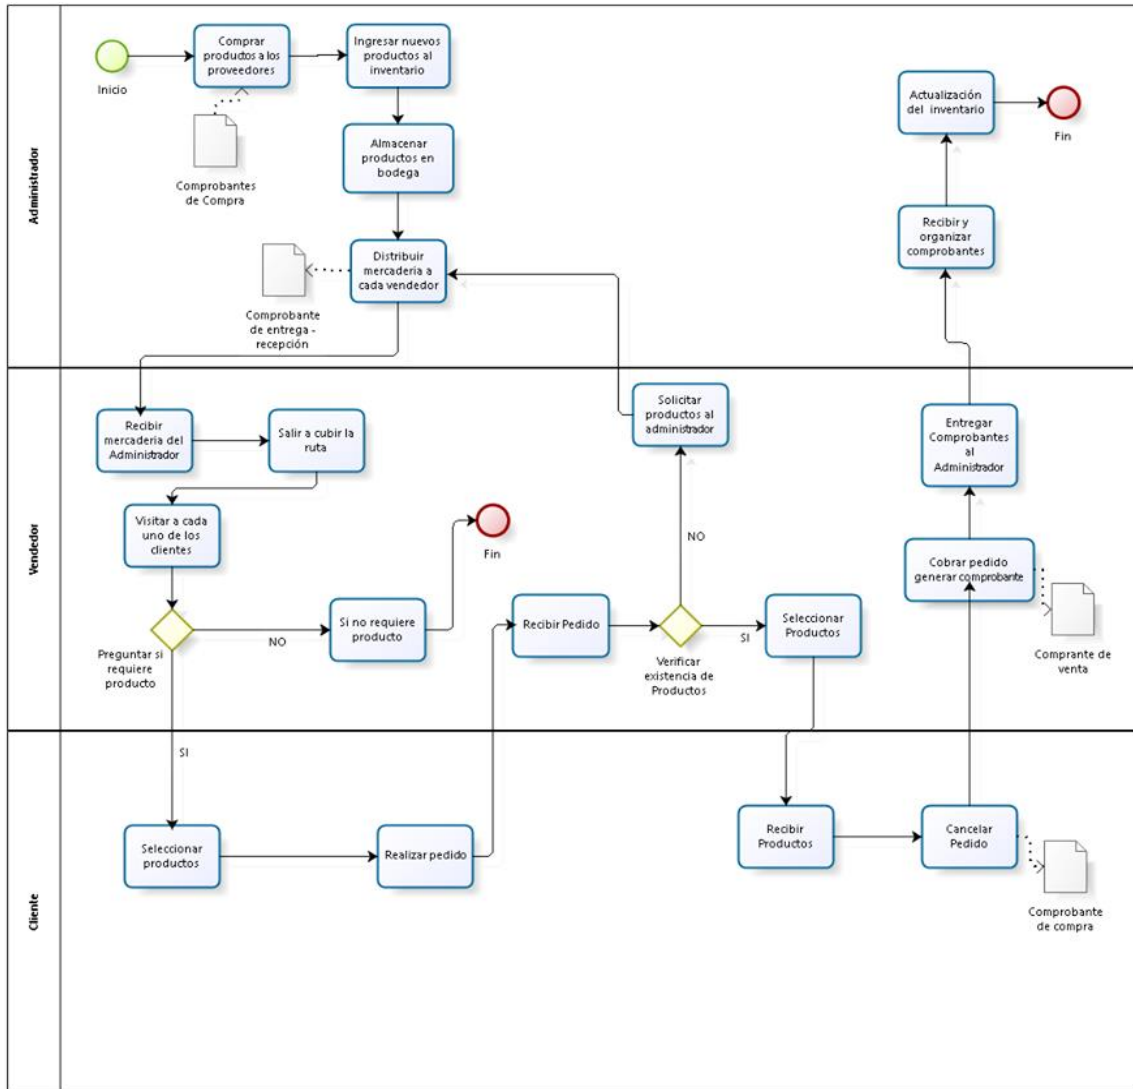 Administrador
Inicio
Comprar
productos a los
proveedores
Ingresar nuevos
productos al
inventario
Comprobantes
de Compra
Almacenar
productos en
bodega
Distribuir
mercadería a
cada vendedor
Comprobante
de entrega -
recepción
Actualización
del inventario
Fin
Recibir y
organizar
comprobantes
Vendedor
Recibir
mercadería del
Administrador
Salir a cubir la
ruta
Visitar a cada
uno de los
clientes
Preguntar si
requiere
producto
NO
Si no requiere
producto
Fin
Recibir Pedido
Verificar
existencia de
Productos
NO
Solicitar
productos al
administrador
SI
Seleccionar
Productos
Entregar
Comprobantes
al
Administrador
Cobrar pedido
generar comprobante
Comprante de
venta
Cliente
SI
Seleccionar
productos
Realizar pedido
Recibir
Productos
Cancelar
Pedido
Comprobante
de compra